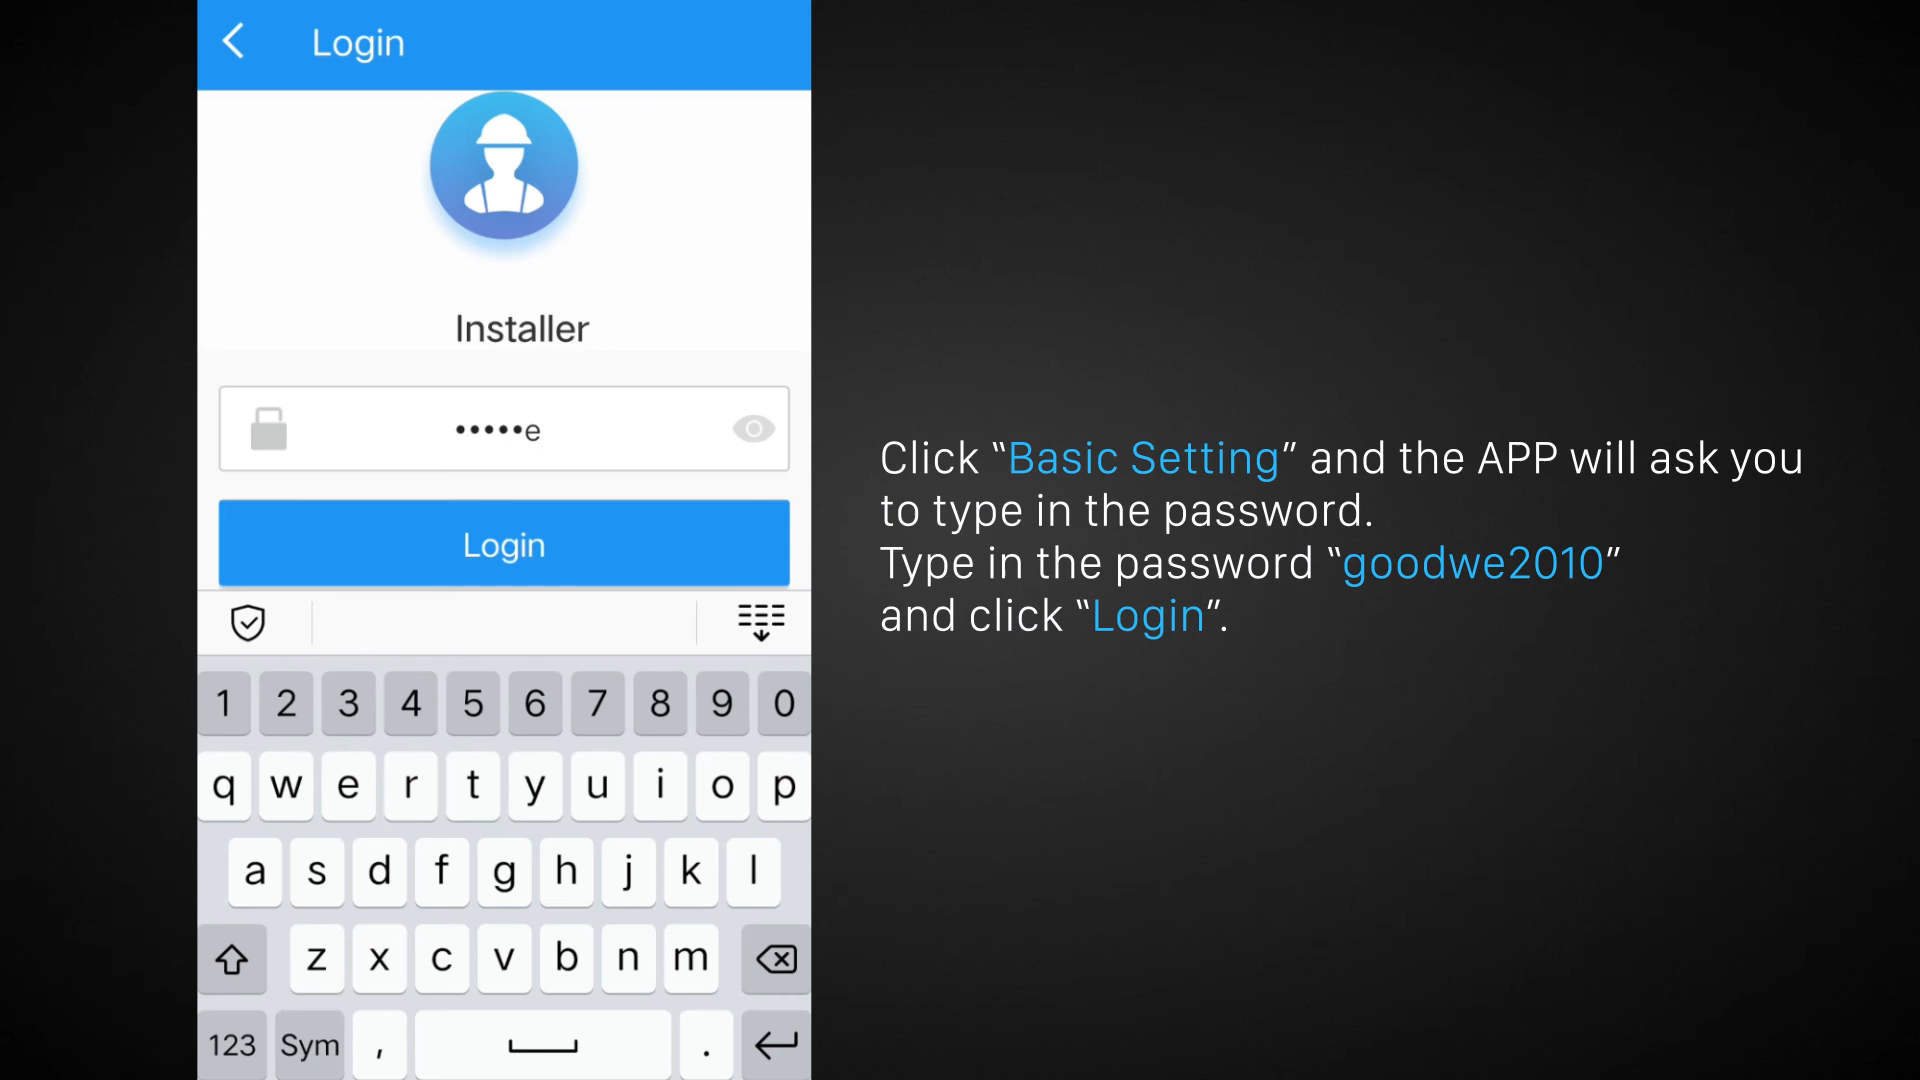 Login
Installer
•••••e
Login
1 2 3 4 5 6 7 8 9 0
q w e r t y u i o p
a s d f g h j k l
z x c v b n m
123 Sym , .
Click “Basic Setting” and the APP will ask you
to type in the password.
Type in the password “goodwe2010”
and click “Login”.